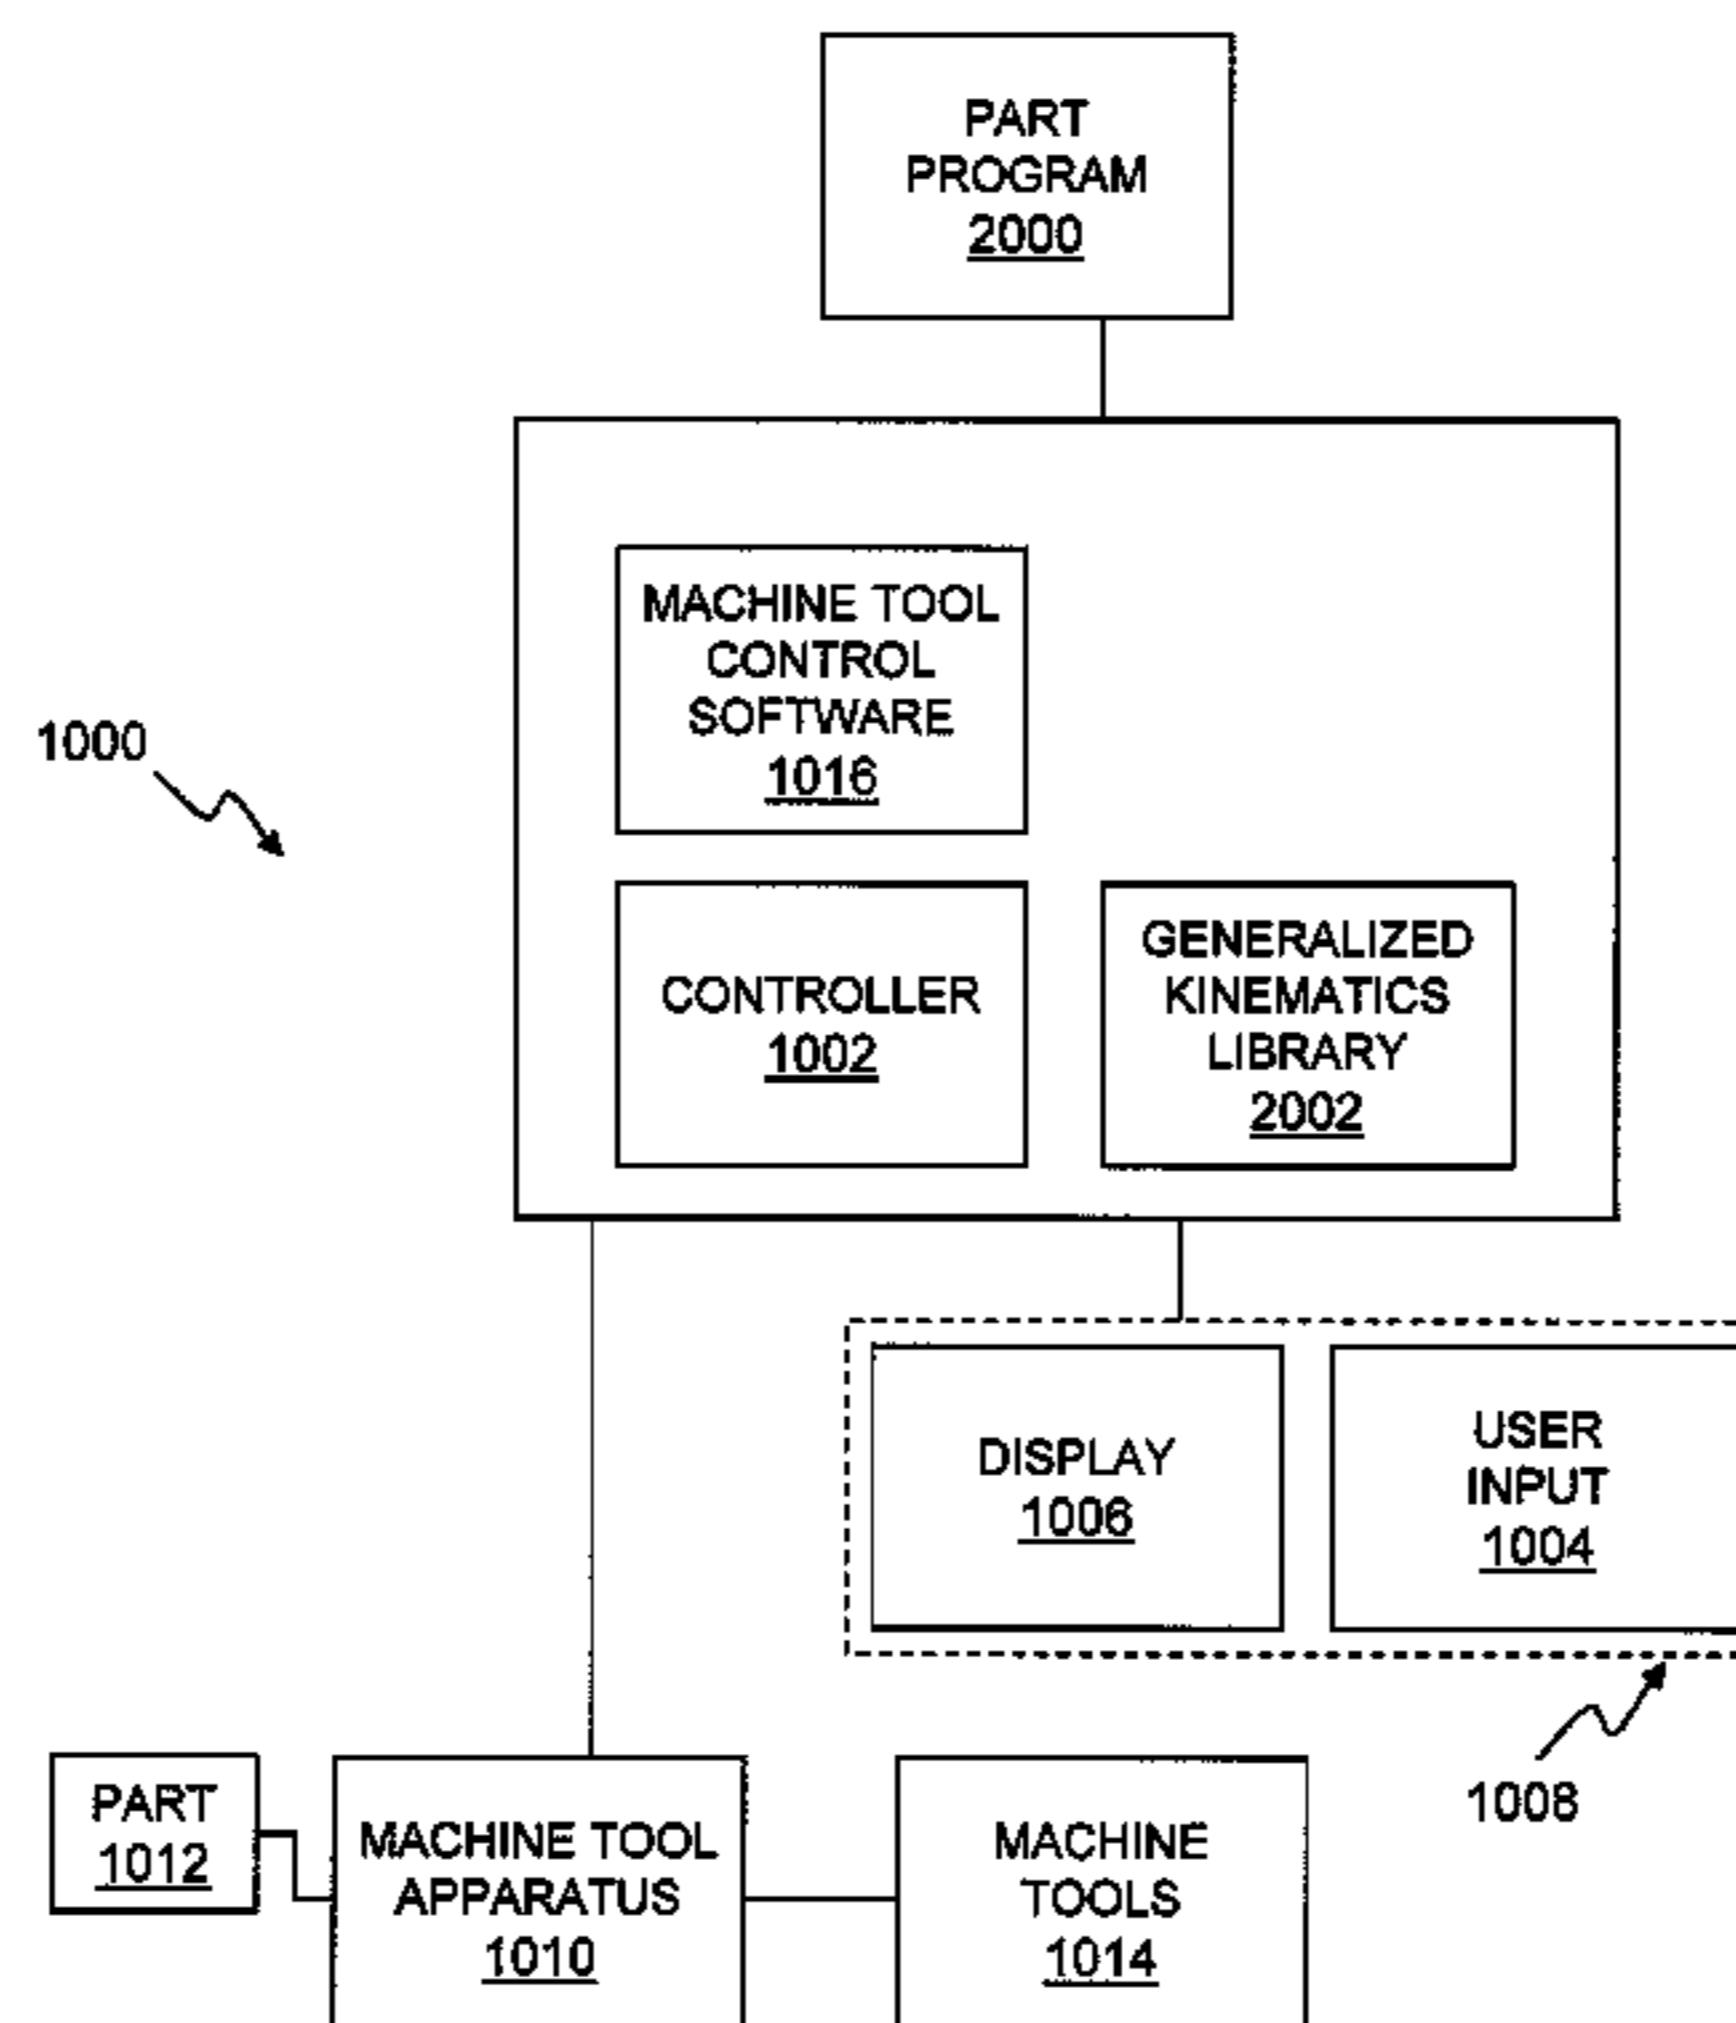 PART
PROGRAM
2000
MACHINE TOOL
CONTROL
SOFTWARE
1016
1000
CONTROLLER
1002
GENERALIZED
KINEMATICS
LIBRARY
2002
DISPLAY
1006
USER
INPUT
1004
1008
PART
1012
MACHINE TOOL
APPARATUS
1010
MACHINE
TOOLS
1014